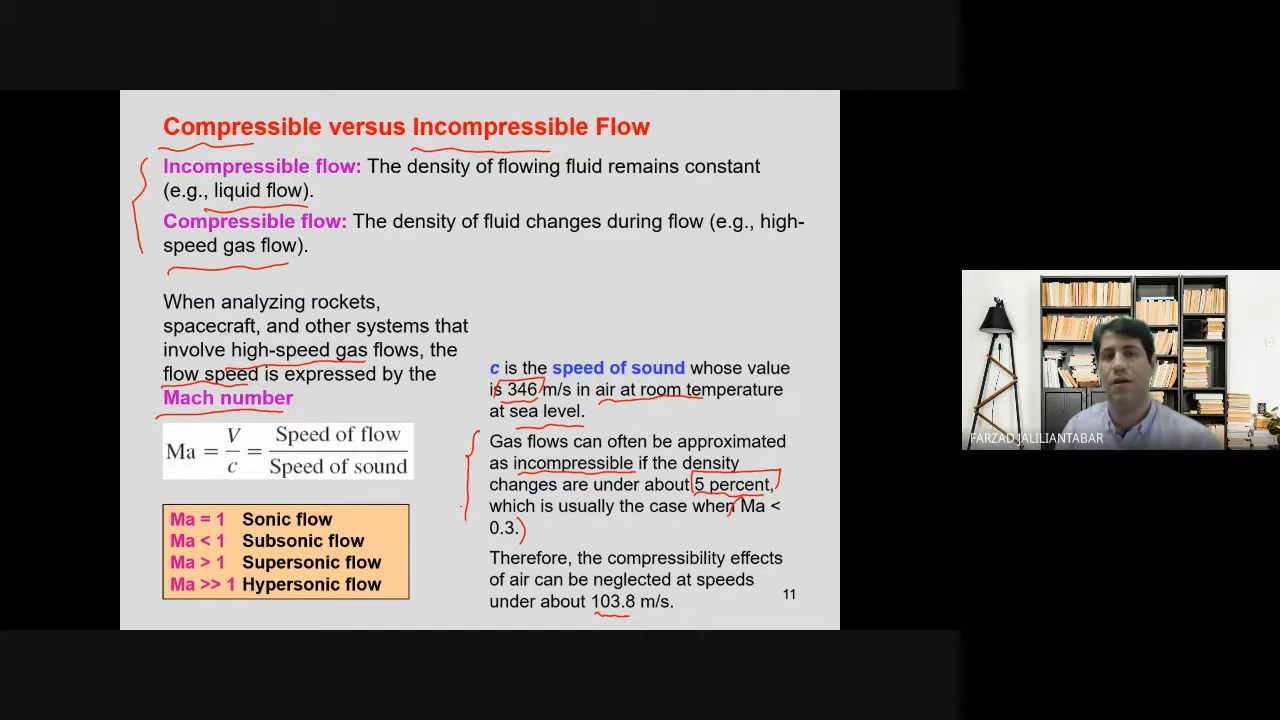 Compressible versus Incompressible Flow
Incompressible flow: The density of flowing fluid remains constant
(e.g., liquid flow).
Compressible flow: The density of fluid changes during flow (e.g., high-
speed gas flow).
When analyzing rockets,
spacecraft, and other systems that
involve high-speed gas flows, the
flow speed is expressed by the
Mach number
Ma = V/c = Speed of flow/Speed of sound
Ma = 1 Sonic flow
Ma < 1 Subsonic flow
Ma > 1 Supersonic flow
Ma >> 1 Hypersonic flow
c is the speed of sound whose value
is 346 m/s in air at room temperature
at sea level.
Gas flows can often be approximated
as incompressible if the density
changes are under about 5 percent,
which is usually the case when Ma <
0.3.
Therefore, the compressibility effects
of air can be neglected at speeds
under about 103.8 m/s.
11
FARZAD JALILIANTABAR